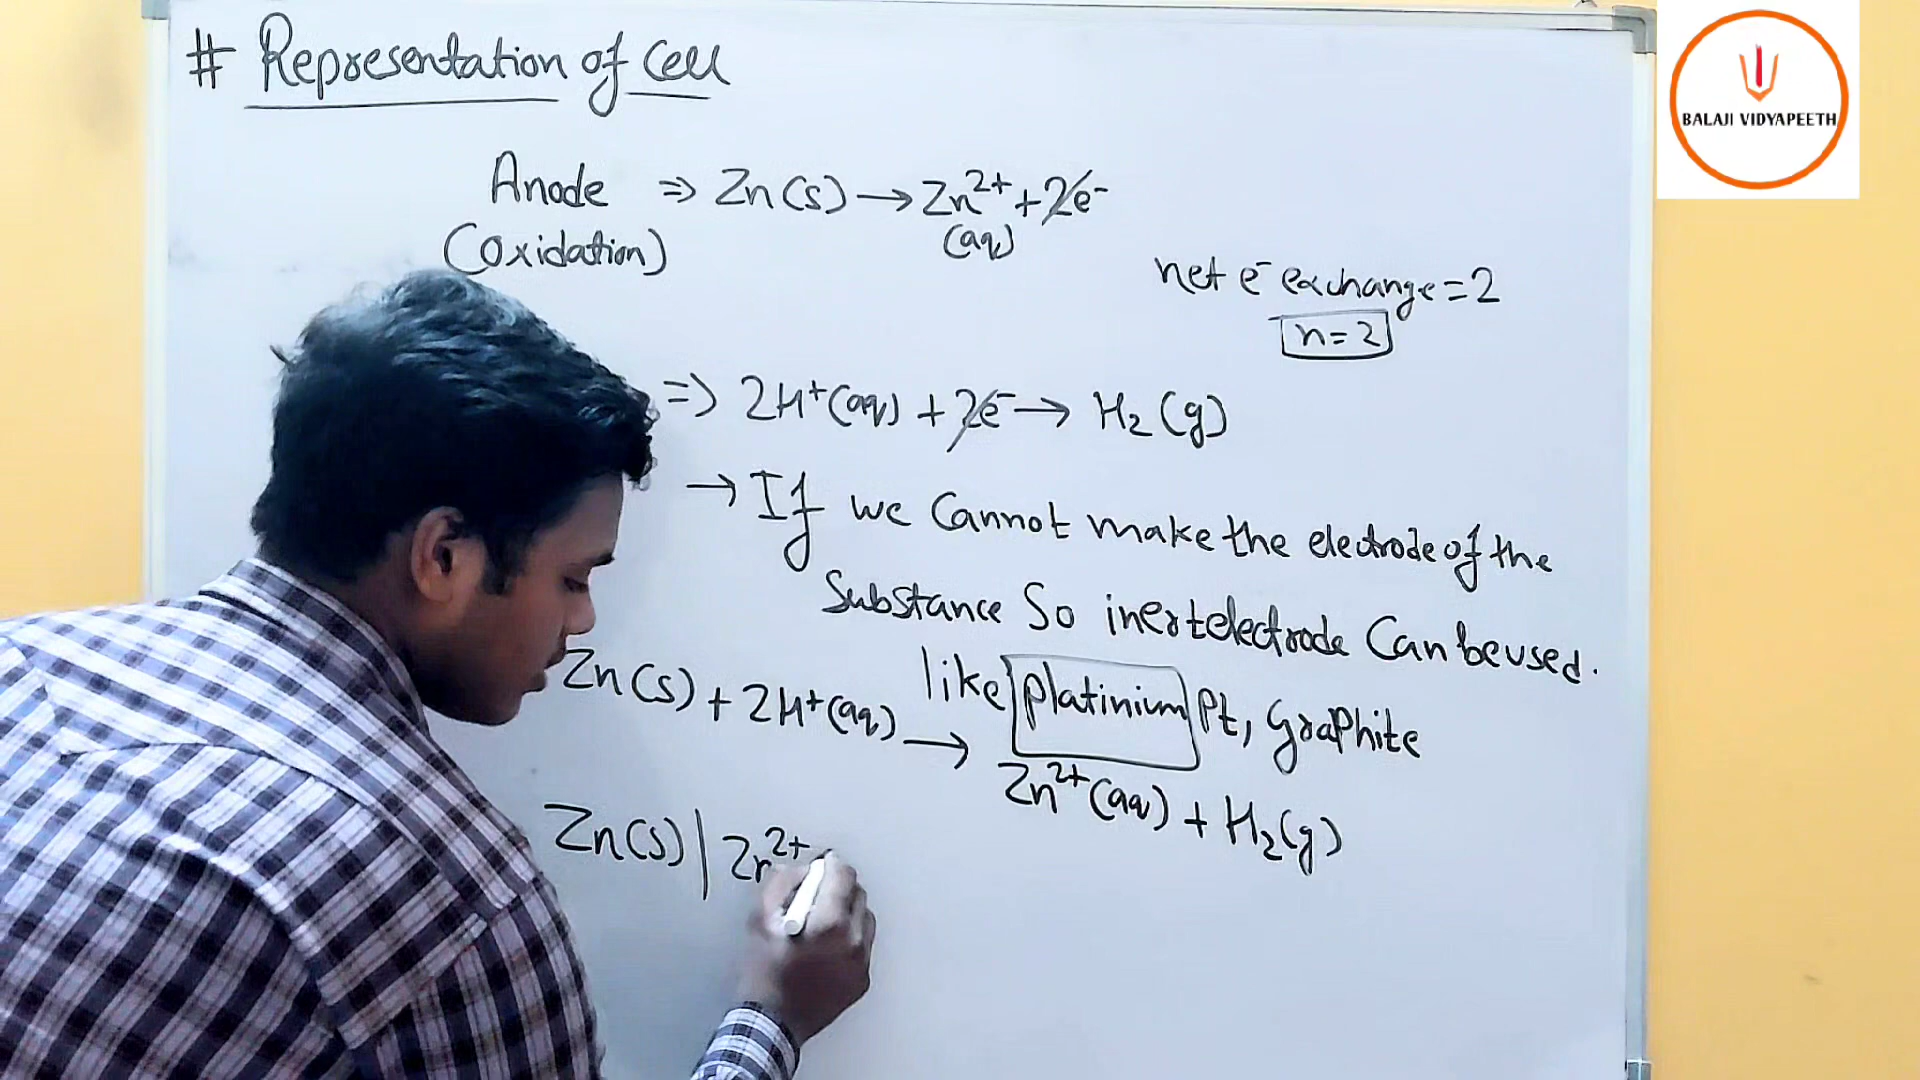 # Representation of Cell
BALAJI VIDYAPEETH
Anode => Zn(s) → Zn²⁺ + 2e⁻
(Oxidation) (aq)
net e⁻ exchange = 2
n = 2
=> 2H⁺(aq) + 2e⁻ → H₂(g)
→ If we Cannot make the electrode of the
Substance So inert electrode Can be used.
like platinium Pt, Graphite
Zn(s) + 2H⁺(aq) → Zn²⁺(aq) + H₂(g)
Zn(s) | Zn²⁺